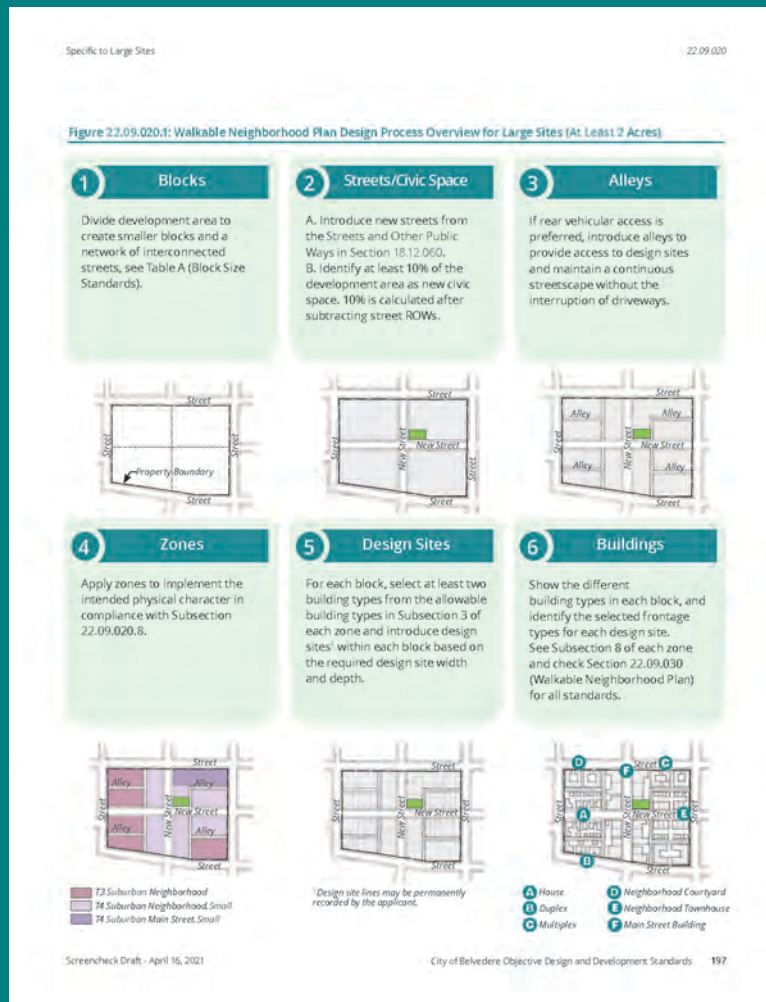 Specific to Large Sites
22.09.020
Figure 22.09.020.1: Walkable Neighborhood Plan Design Process Overview for Large Sites (At Least 2 Acres)
1 Blocks
Divide development area to
create smaller blocks and a
network of interconnected
streets, see Table A (Block Size
Standards).
2 Streets/Civic Space
A. Introduce new streets from
the Streets and Other Public
Ways in Section 18.12.060.
B. Identify at least 10% of the
development area as new civic
space. 10% is calculated after
subtracting street ROWs.
3 Alleys
If rear vehicular access is
preferred, introduce alleys to
provide access to design sites
and maintain a continuous
streetscape without the
interruption of driveways.
Street
Street
Street
Property Boundary
Street
Street
Street
New Street
New Street
Street
Street
Street
Alley
Alley
Street
New Street
New Street
Street
Alley
Alley
Street
4 Zones
Apply zones to implement the
intended physical character in
compliance with Subsection
22.09.020.8.
5 Design Sites
For each block, select at least two
building types from the allowable
building types in Subsection 3 of
each zone and introduce design
sites¹ within each block based on
the required design site width
and depth.
6 Buildings
Show the different
building types in each block, and
identify the selected frontage
types for each design site.
See Subsection 8 of each zone
and check Section 22.09.030
(Walkable Neighborhood Plan)
for all standards.
Street
Alley
Alley
Street
New Street
New Street
Street
Alley
Alley
Street
T3 Suburban Neighborhood
T4 Suburban Neighborhood Small
T4 Suburban Main Street Small
Street
Street
New Street
New Street
Street
Street
¹Design site lines may be permanently
recorded by the applicant.
D
Street
C
F
Street
A
New Street
New Street
E
Street
B
Street
A House
B Duplex
C Multiplex
D Neighborhood Courtyard
E Neighborhood Townhouse
F Main Street Building
Screencheck Draft - April 16, 2021
City of Belvedere Objective Design and Development Standards 197